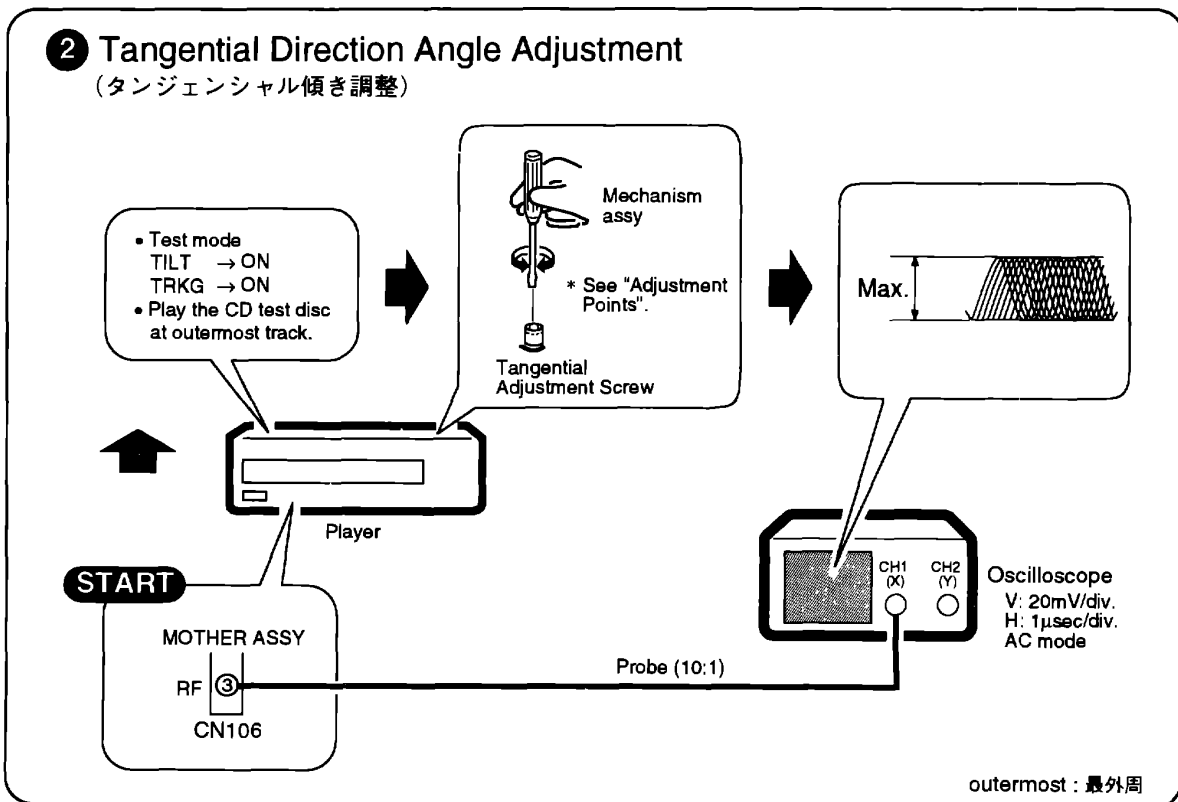 2 Tangential Direction Angle Adjustment
(タンジェンシャル傾き調整)
• Test mode
TILT → ON
TRKG → ON
• Play the CD test disc
at outermost track.
Mechanism
assy
* See "Adjustment
Points".
Tangential
Adjustment Screw
Max.
Player
START
MOTHER ASSY
RF ③
CN106
Probe (10:1)
CH1
(X)
CH2
(Y)
Oscilloscope
V: 20mV/div.
H: 1μsec/div.
AC mode
outermost : 最外周